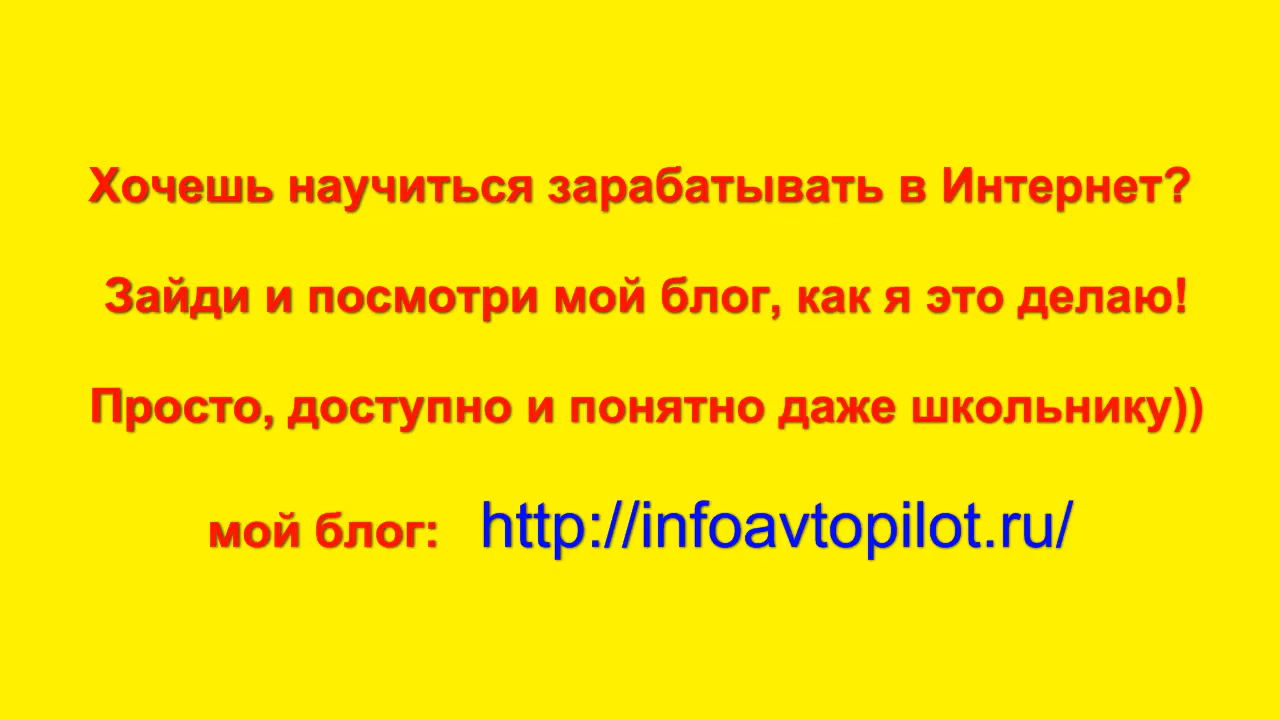 Хочешь научиться зарабатывать в Интернет?
Зайди и посмотри мой блог, как я это делаю!
Просто, доступно и понятно даже школьнику))
мой блог: http://infoavtopilot.ru/